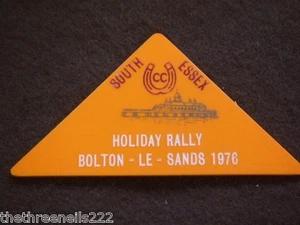 SOUTH CC ESSEX
HOLIDAY RALLY
BOLTON - LE - SANDS 1976
thethreenells222